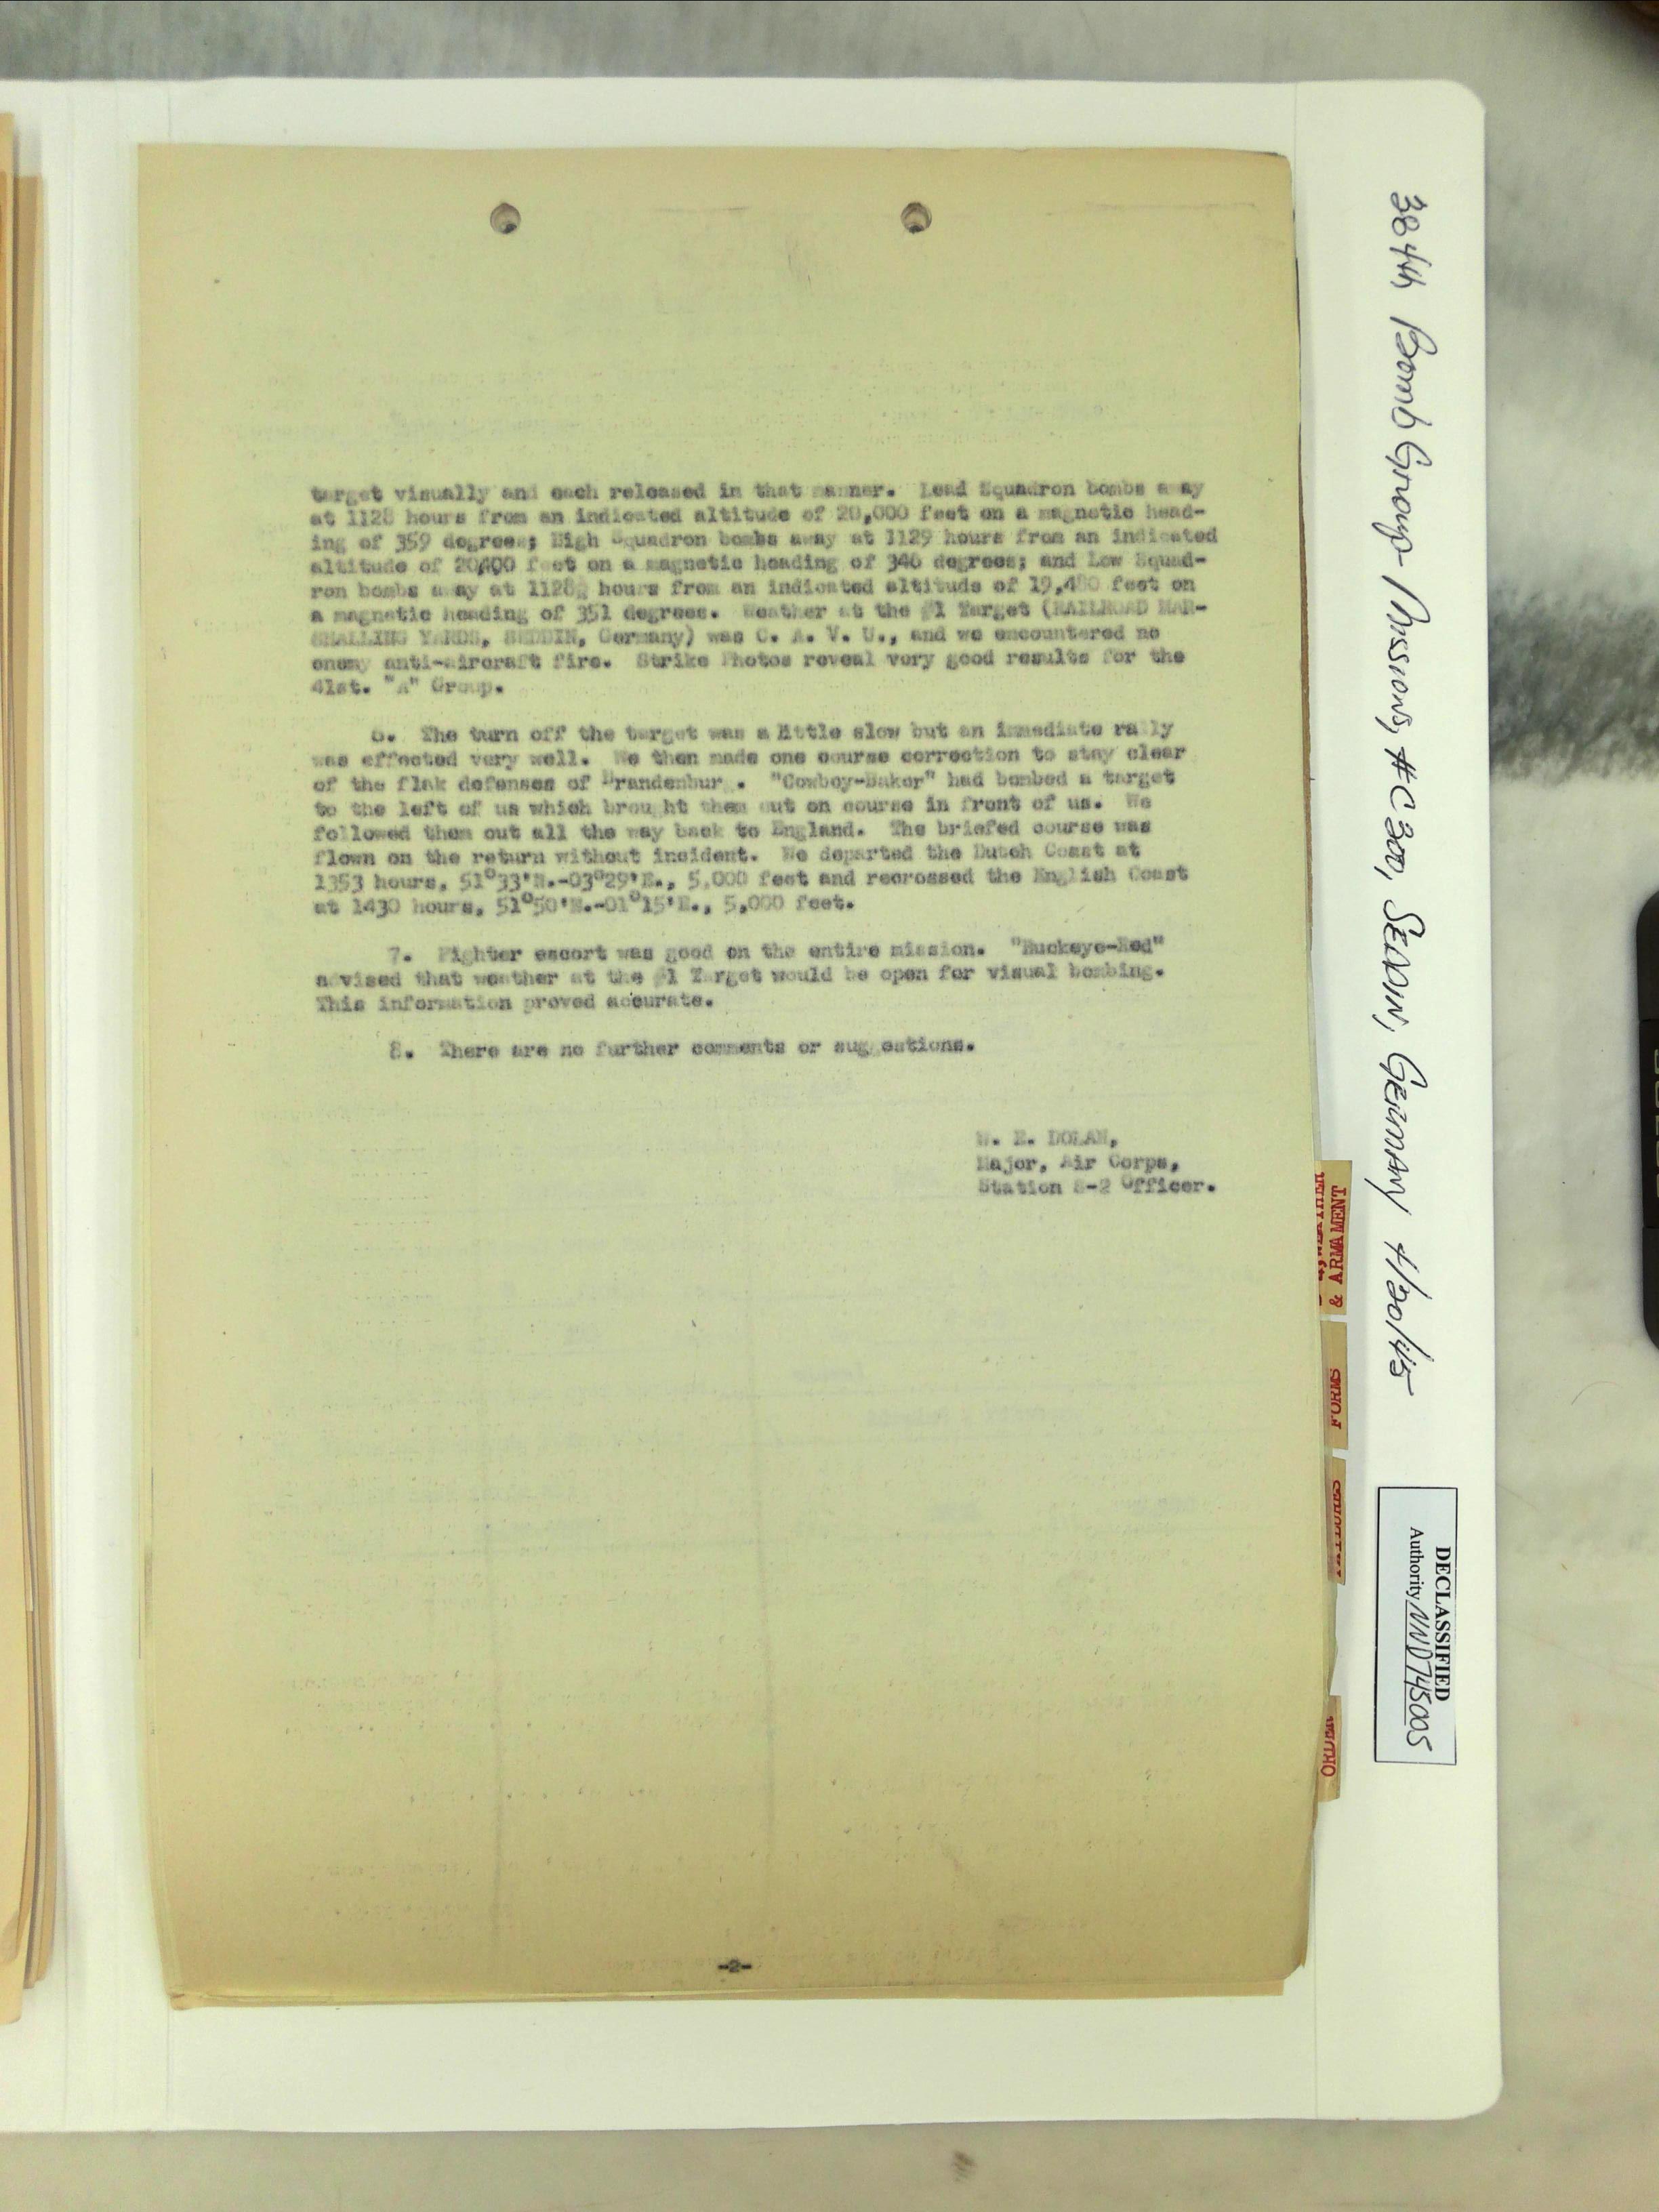 target visually and each released in that manner. Lead Squadron bombs away
at 1128 hours from an indicated altitude of 20,000 feet on a magnetic head-
ing of 359 degrees; High Squadron bombs away at 1129 hours from an indicated
altitude of 20,400 feet on a magnetic heading of 346 degrees; and Low Squad-
ron bombs away at 1128½ hours from an indicated altitude of 19,480 feet on
a magnetic heading of 351 degrees. Weather at the #1 Target (RAILROAD MAR-
SHALLING YARDS, SEDDIN, Germany) was C. A. V. U., and we encountered no
enemy anti-aircraft fire. Strike Photos reveal very good results for the
41st. "A" Group.
6. The turn off the target was a little slow but an immediate rally
was effected very well. We then made one course correction to stay clear
of the flak defenses of Brandenburg. "Cowboy-Baker" had bombed a target
to the left of us which brought them out on course in front of us. We
followed them out all the way back to England. The briefed course was
flown on the return without incident. We departed the Dutch Coast at
1353 hours, 51°33'N.-03°29'E., 5,000 feet and recrossed the English Coast
at 1430 hours, 51°50'N.-01°15'E., 5,000 feet.
7. Fighter escort was good on the entire mission. "Buckeye-Red"
advised that weather at the #1 Target would be open for visual bombing.
This information proved accurate.
8. There are no further comments or suggestions.
W. E. DOLAN,
Major, Air Corps,
Station S-2 Officer.
-2-
384th Bomb Group - Missions, #C 300, SEDDIN, GERMANY 4/20/45
DECLASSIFIED
Authority NND745005
& ARMAMENT
FORMS
ORDER